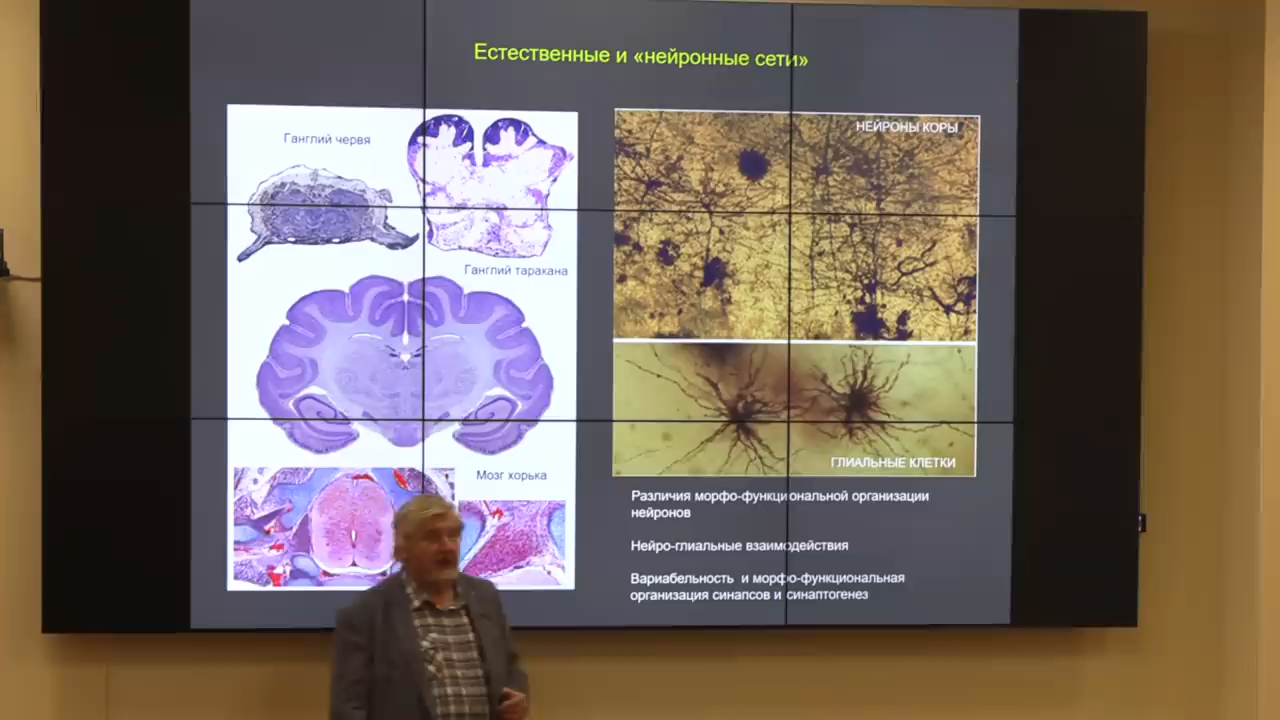 Естественные и «нейронные сети»
Ганглий червя
Ганглий таракана
Мозг хорька
НЕЙРОНЫ КОРЫ
ГЛИАЛЬНЫЕ КЛЕТКИ
Различия морфо-функциональной организации
нейронов
Нейро-глиальные взаимодействия
Вариабельность и морфо-функциональная
организация синапсов и синаптогенез